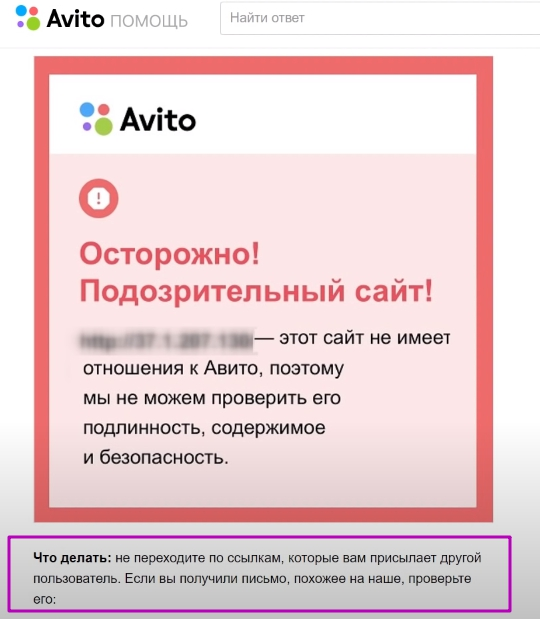 Avito ПОМОЩЬ
Найти ответ
Avito
Осторожно!
Подозрительный сайт!
— этот сайт не имеет
отношения к Авито, поэтому
мы не можем проверить его
подлинность, содержимое
и безопасность.
Что делать: не переходите по ссылкам, которые вам присылает другой
пользователь. Если вы получили письмо, похожее на наше, проверьте
его: